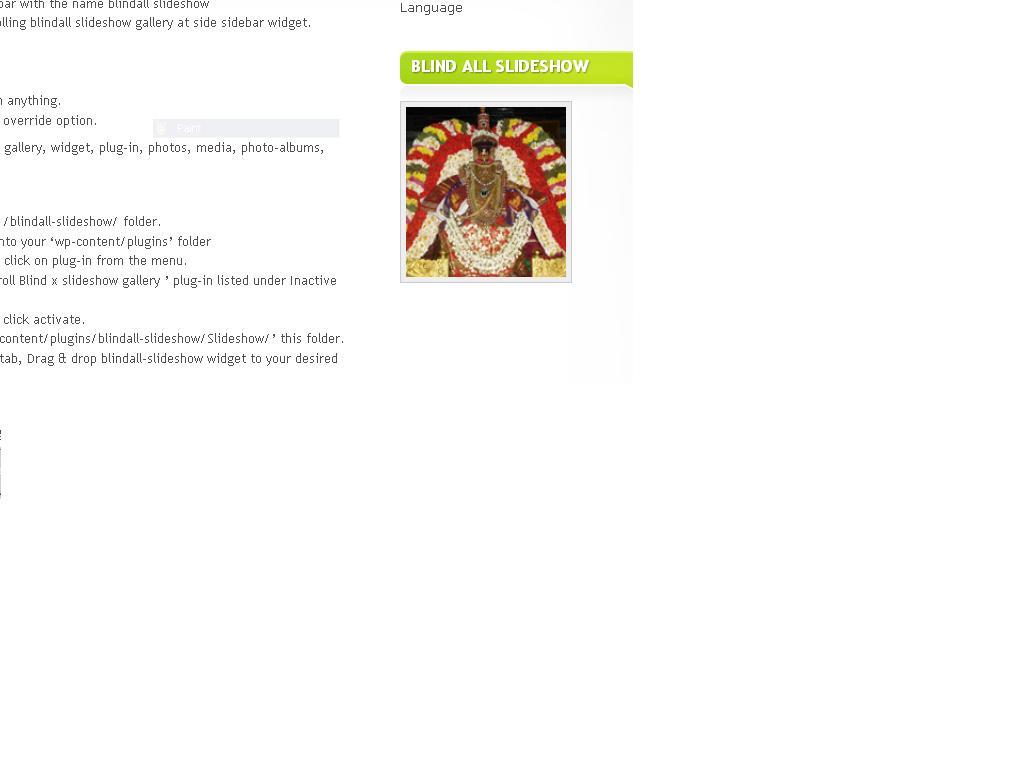 bar with the name blindall slideshow
olling blindall slideshow gallery at side sidebar widget.
anything.
override option.
Paint
gallery, widget, plug-in, photos, media, photo-albums,
/blindall-slideshow/ folder.
nto your ‘wp-content/plugins’ folder
click on plug-in from the menu.
roll Blind x slideshow gallery ’ plug-in listed under Inactive
click activate.
content/plugins/blindall-slideshow/Slideshow/’ this folder.
tab, Drag & drop blindall-slideshow widget to your desired
Language
BLIND ALL SLIDESHOW